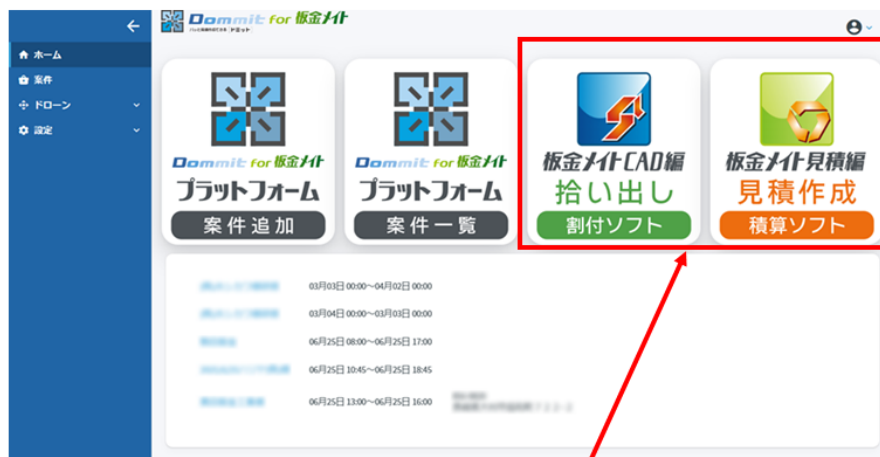 Dommit for 板金メイト
ホーム
案件
ドローン
設定
Dommit for 板金メイト
プラットフォーム
案件追加
Dommit for 板金メイト
プラットフォーム
案件一覧
板金メイトCAD編
拾い出し
割付ソフト
板金メイト見積編
見積作成
積算ソフト
03月03日 00:00～04月02日 00:00
03月04日 00:00～03月03日 00:00
06月25日 08:00～06月25日 17:00
06月25日 10:45～06月25日 18:45
06月25日 13:00～06月25日 16:00